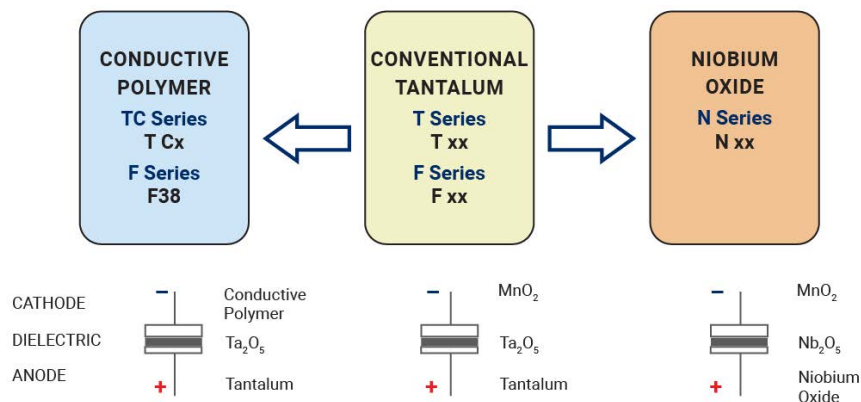 CONDUCTIVE
POLYMER
TC Series
T Cx
F Series
F38
CONVENTIONAL
TANTALUM
T Series
T xx
F Series
F xx
NIOBIUM
OXIDE
N Series
N xx
CATHODE
DIELECTRIC
ANODE
−
Conductive
Polymer
Ta₂O₅
+
Tantalum
−
MnO₂
Ta₂O₅
+
Tantalum
−
MnO₂
Nb₂O₅
+
Niobium
Oxide